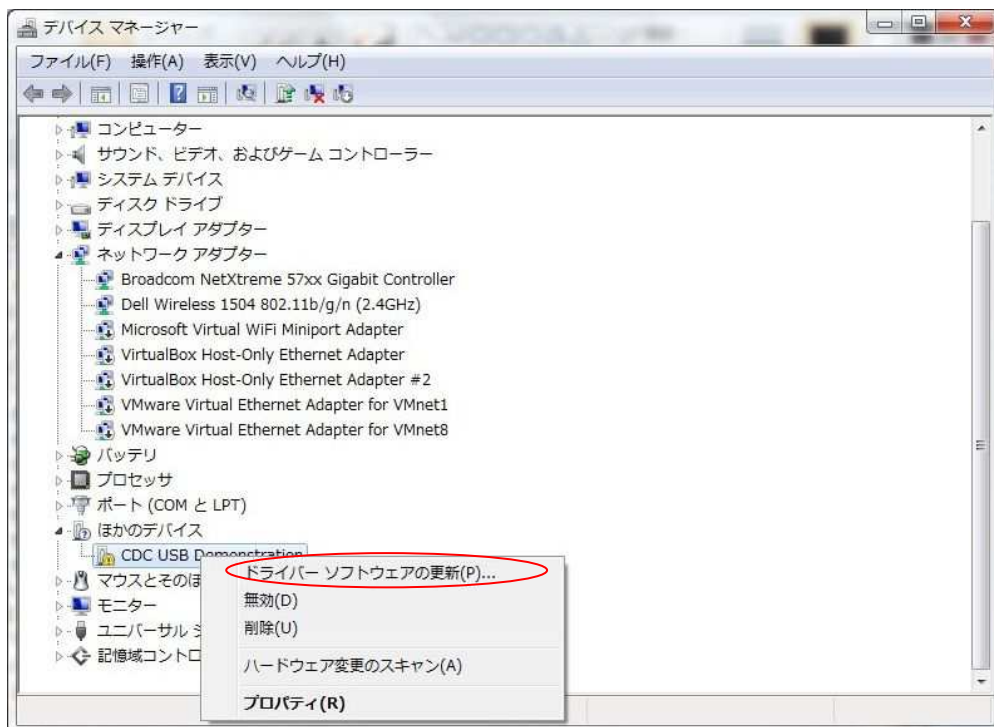 デバイス マネージャー
ファイル(F) 操作(A) 表示(V) ヘルプ(H)
コンピューター
サウンド、ビデオ、およびゲーム コントローラー
システム デバイス
ディスク ドライブ
ディスプレイ アダプター
ネットワーク アダプター
Broadcom NetXtreme 57xx Gigabit Controller
Dell Wireless 1504 802.11b/g/n (2.4GHz)
Microsoft Virtual WiFi Miniport Adapter
VirtualBox Host-Only Ethernet Adapter
VirtualBox Host-Only Ethernet Adapter #2
VMware Virtual Ethernet Adapter for VMnet1
VMware Virtual Ethernet Adapter for VMnet8
バッテリ
プロセッサ
ポート (COM と LPT)
ほかのデバイス
CDC USB Demonstration
マウスとそのほ
モニター
ユニバーサル シ
記憶域コントロ
ドライバー ソフトウェアの更新(P)...
無効(D)
削除(U)
ハードウェア変更のスキャン(A)
プロパティ(R)